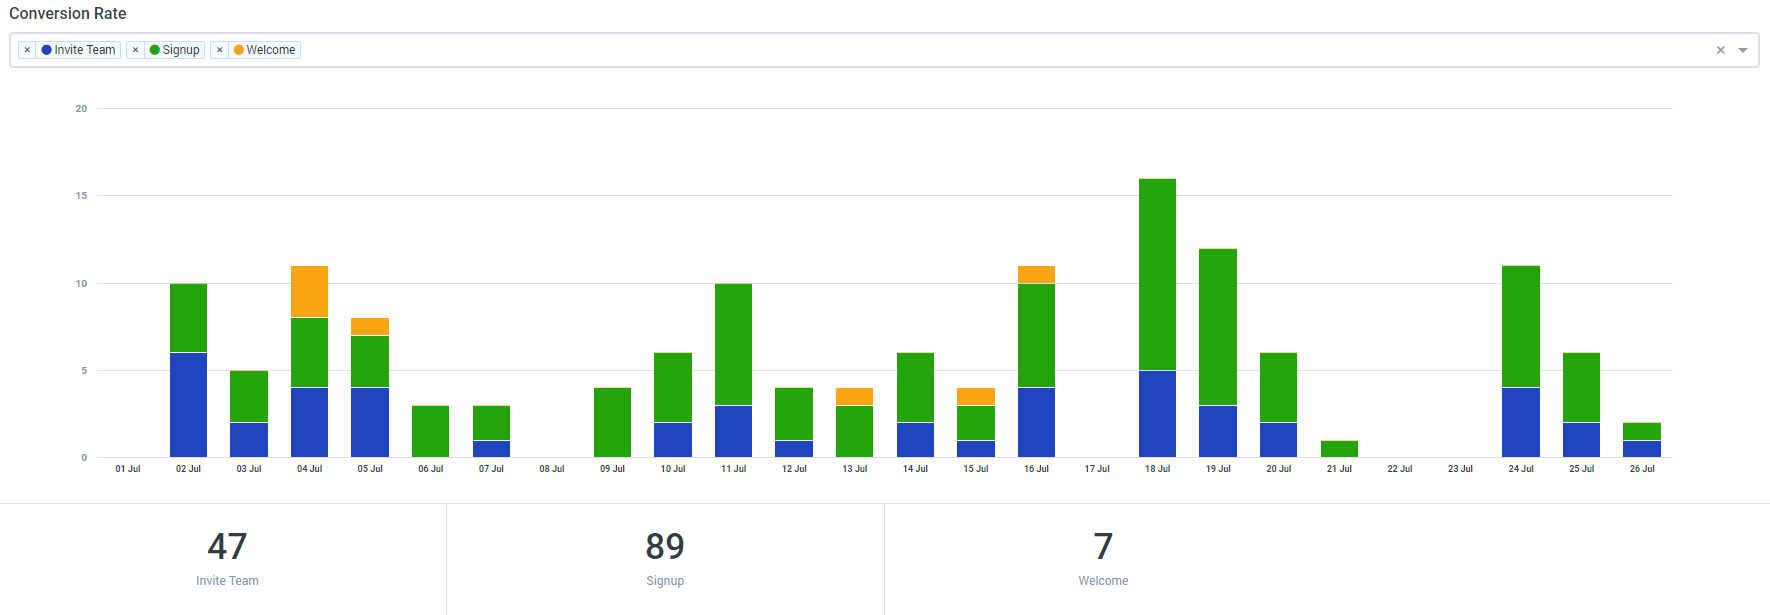 Conversion Rate
× Invite Team × Signup × Welcome ×
20
15
10
5
0
01 Jul 02 Jul 03 Jul 04 Jul 05 Jul 06 Jul 07 Jul 08 Jul 09 Jul 10 Jul 11 Jul 12 Jul 13 Jul 14 Jul 15 Jul 16 Jul 17 Jul 18 Jul 19 Jul 20 Jul 21 Jul 22 Jul 23 Jul 24 Jul 25 Jul 26 Jul
47 89 7
Invite Team Signup Welcome